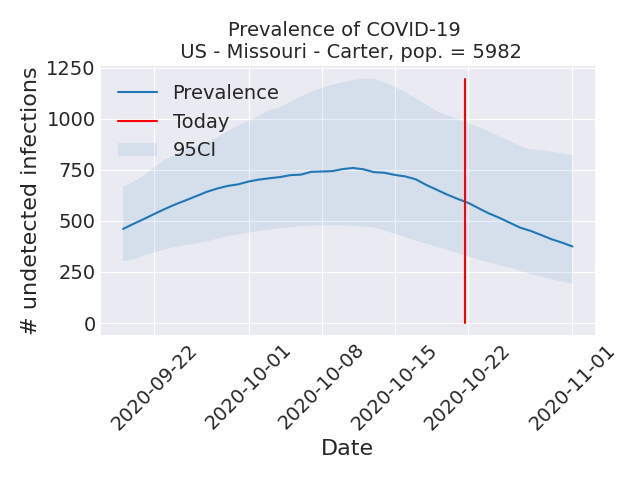 Prevalence of COVID-19
US - Missouri - Carter, pop. = 5982
# undetected infections
1250
1000
750
500
250
0
Prevalence
Today
95CI
2020-09-22
2020-10-01
2020-10-08
2020-10-15
2020-10-22
2020-11-01
Date